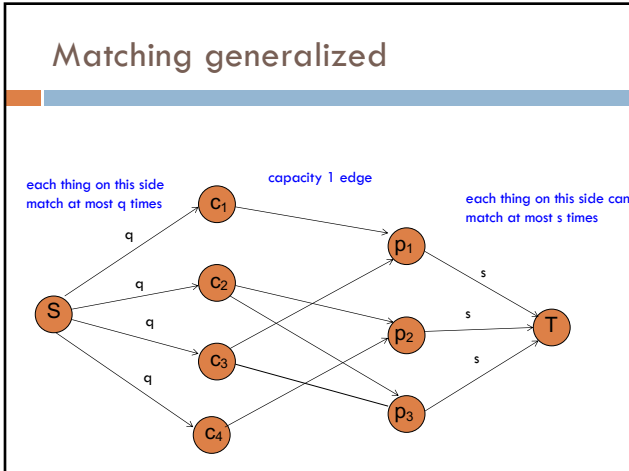 Matching generalized
each thing on this side
match at most q times
capacity 1 edge
each thing on this side can
match at most s times
q
q
q
q
S
c1
c2
c3
c4
p1
p2
p3
s
s
s
T